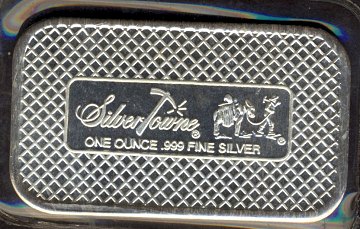 SilverTowne®
®
ONE OUNCE .999 FINE SILVER